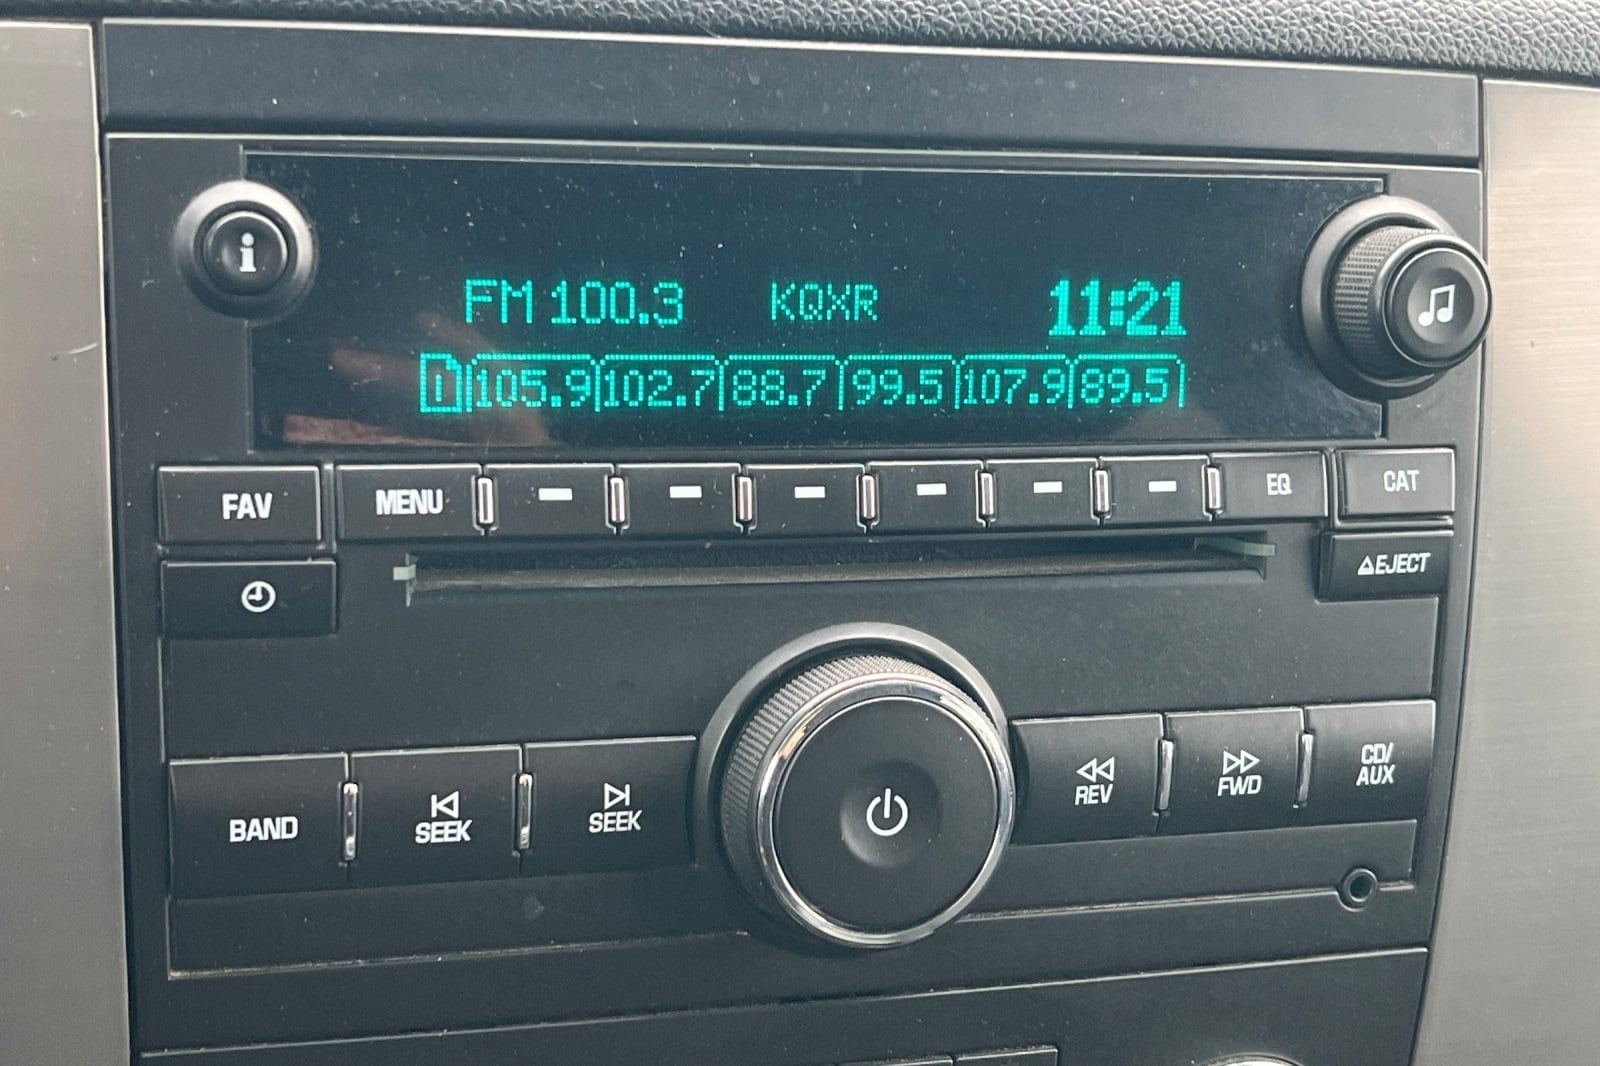 i
FM 100.3 KQXR 11:21
1 105.9 102.7 88.7 99.5 107.9 89.5
FAV MENU EQ CAT
EJECT
BAND SEEK SEEK REV FWD CD/
AUX